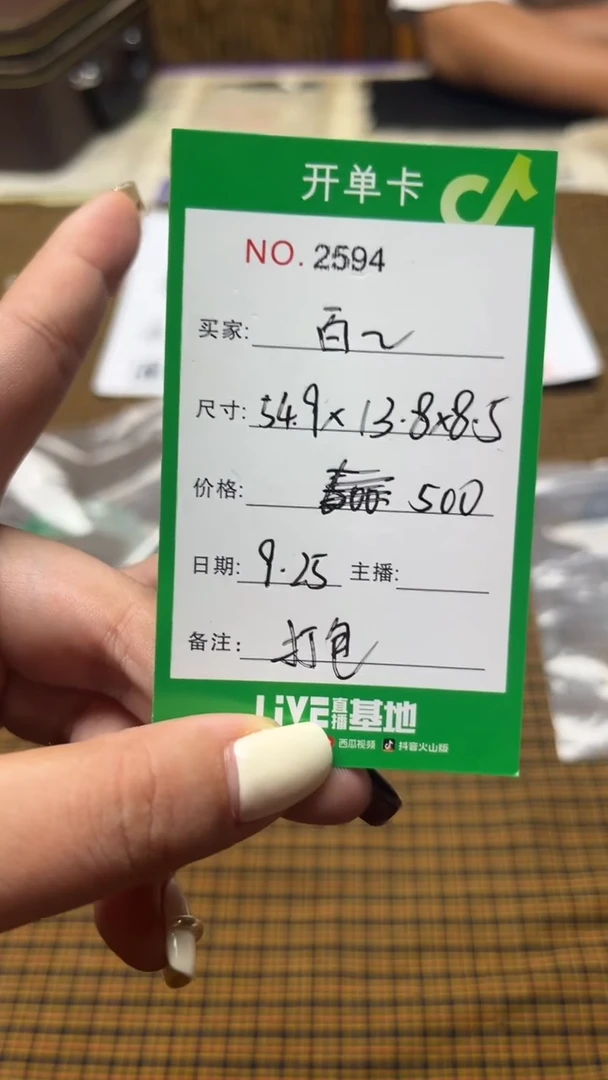 开单卡
NO. 2594
买家: 百~
尺寸: 54.9×13.8×8.5
价格: 500
日期: 9.25 主播:
备注: 打包
LiVE直播基地
西瓜视频 抖音火山版